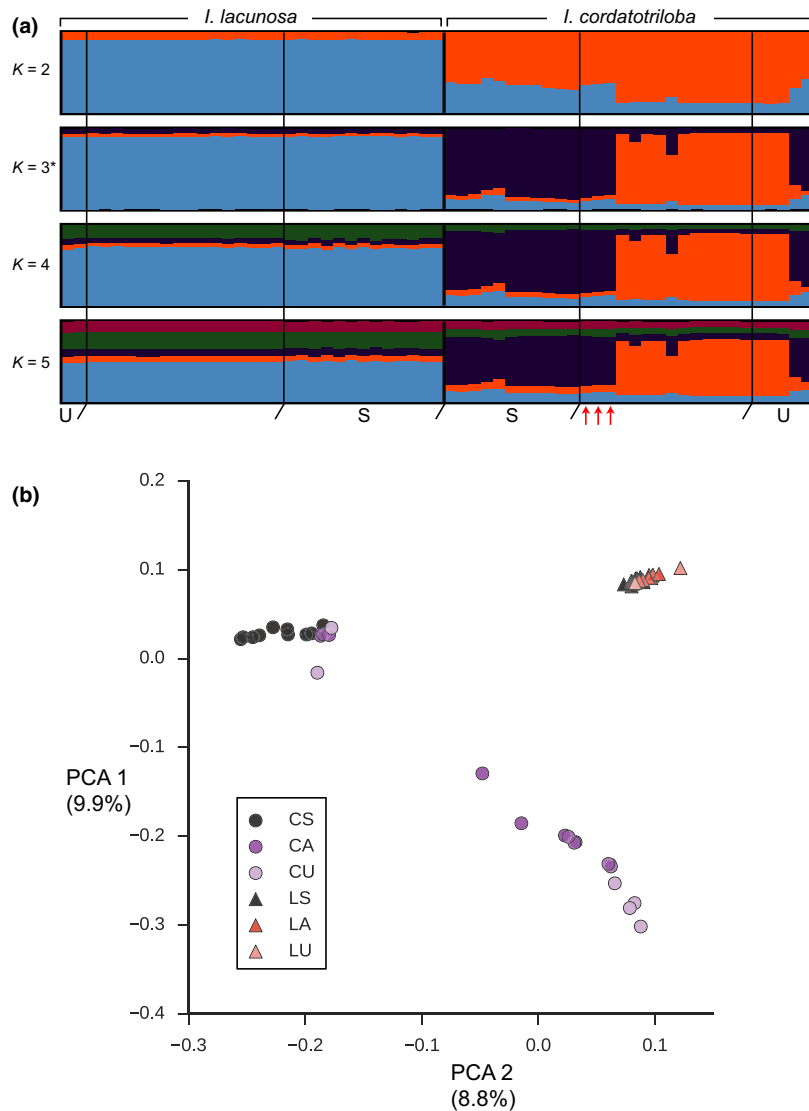 (a)
I. lacunosa
I. cordatotriloba
K = 2
K = 3*
K = 4
K = 5
U
S
S
U
(b)
0.2
0.1
0.0
−0.1
−0.2
−0.3
−0.4
PCA 1
(9.9%)
CS
CA
CU
LS
LA
LU
−0.3
−0.2
−0.1
0.0
0.1
PCA 2
(8.8%)